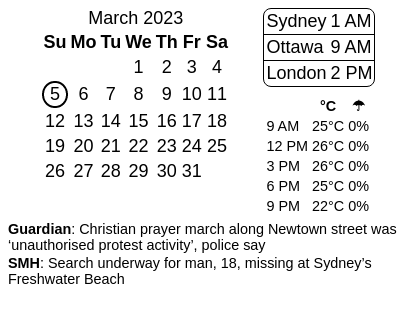 March 2023
Su Mo Tu We Th Fr Sa
1 2 3 4
5 6 7 8 9 10 11
12 13 14 15 16 17 18
19 20 21 22 23 24 25
26 27 28 29 30 31
Sydney 1 AM
Ottawa 9 AM
London 2 PM
°C ☂
9 AM 25°C 0%
12 PM 26°C 0%
3 PM 26°C 0%
6 PM 25°C 0%
9 PM 22°C 0%
Guardian: Christian prayer march along Newtown street was
‘unauthorised protest activity’, police say
SMH: Search underway for man, 18, missing at Sydney’s
Freshwater Beach